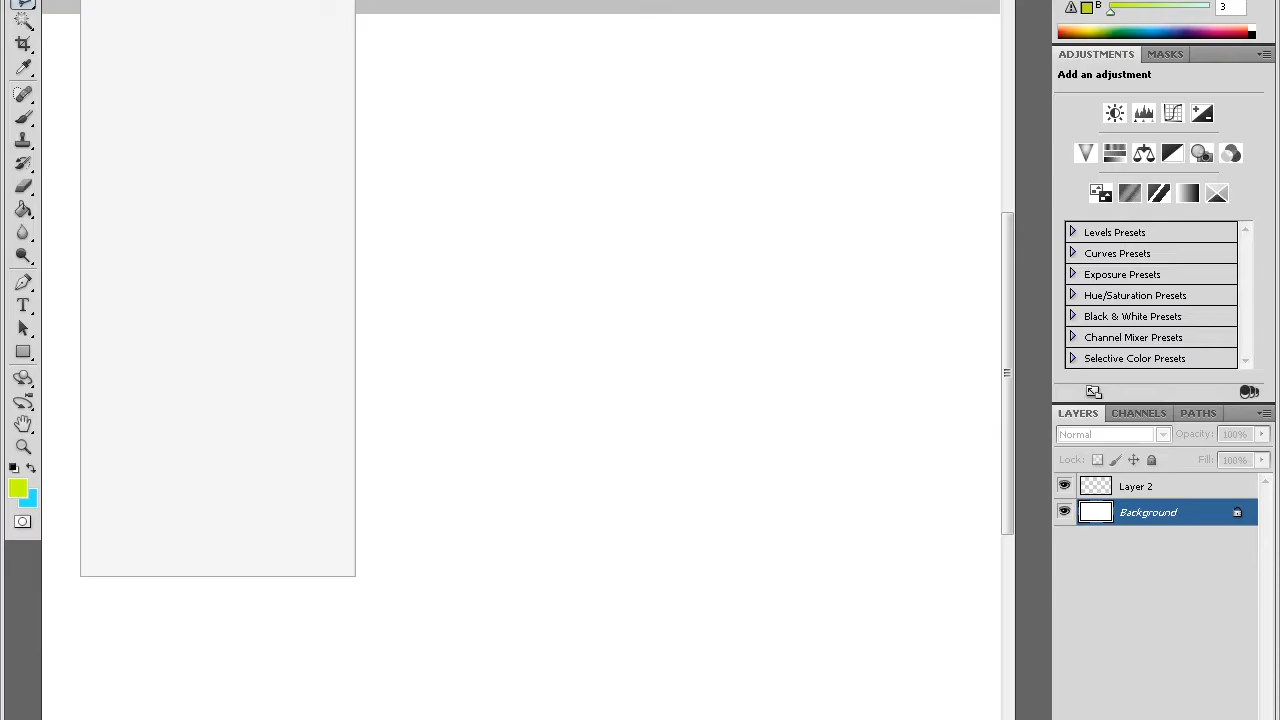 B 3
ADJUSTMENTS MASKS
Add an adjustment
Levels Presets
Curves Presets
Exposure Presets
Hue/Saturation Presets
Black & White Presets
Channel Mixer Presets
Selective Color Presets
LAYERS CHANNELS PATHS
Normal Opacity: 100%
Lock: Fill: 100%
Layer 2
Background
T